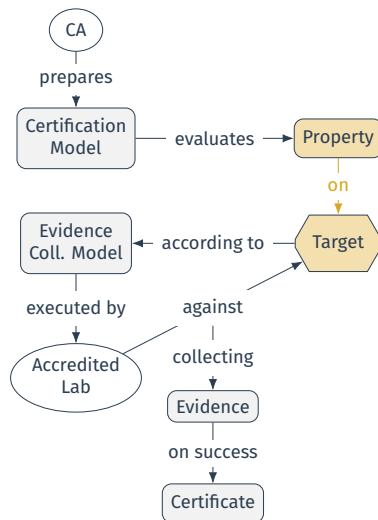 CA
prepares
Certification
Model
evaluates
Property
on
Evidence
Coll. Model
according to
Target
executed by
against
Accredited
Lab
collecting
Evidence
on success
Certificate